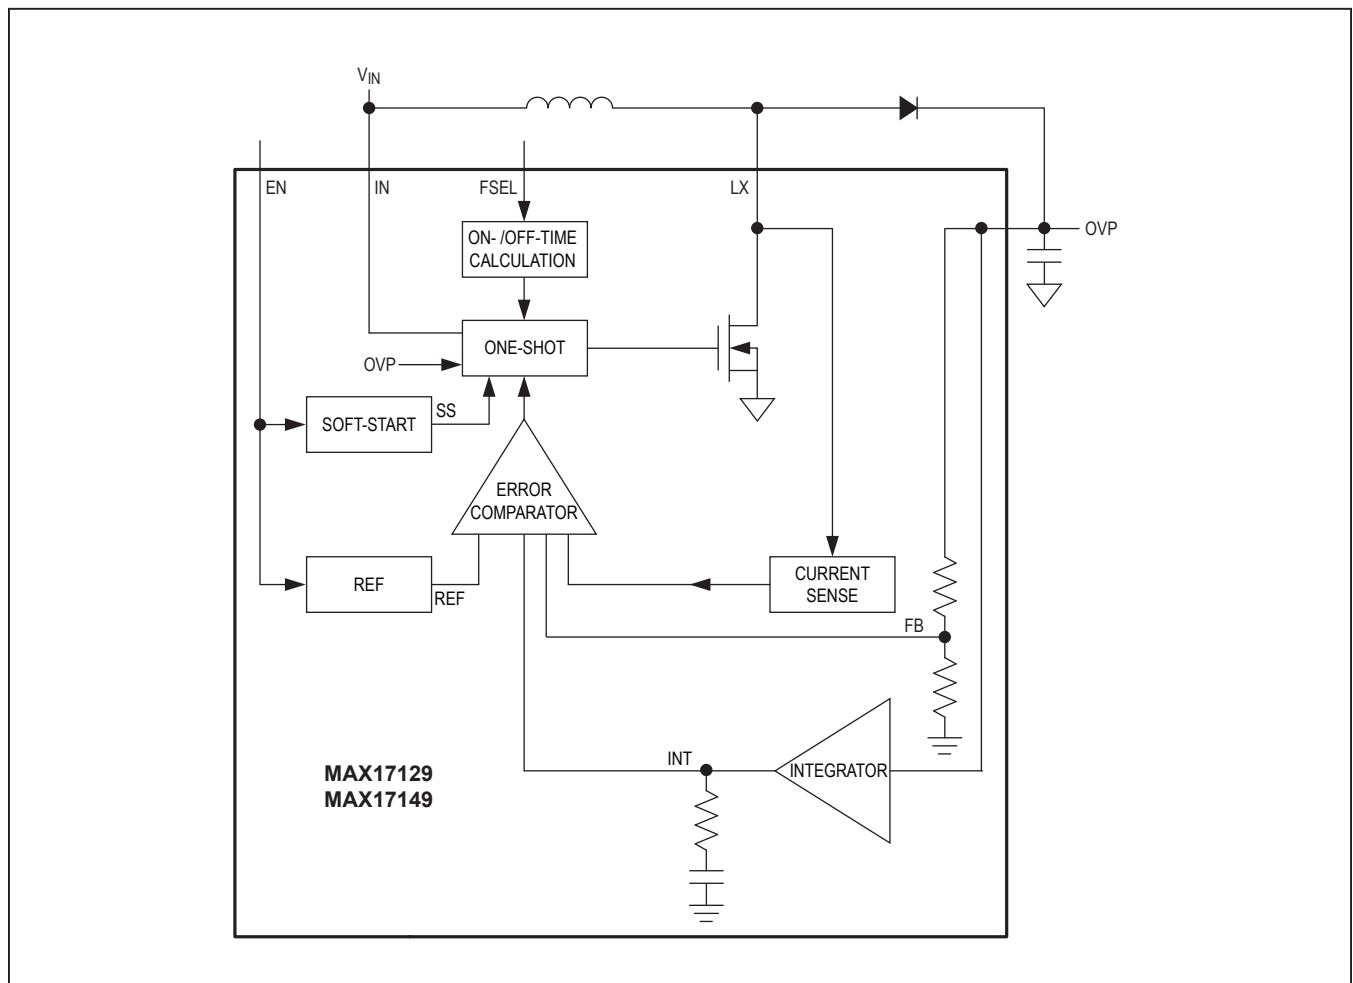 VIN
EN
IN
FSEL
LX
ON- /OFF-TIME
CALCULATION
OVP
ONE-SHOT
OVP
SOFT-START
SS
ERROR
COMPARATOR
REF
REF
CURRENT
SENSE
FB
INT
INTEGRATOR
MAX17129
MAX17149